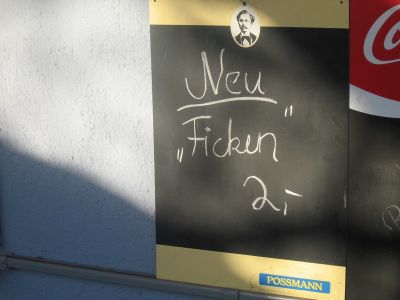 Neu
„Ficken“
2,-
POSSMANN